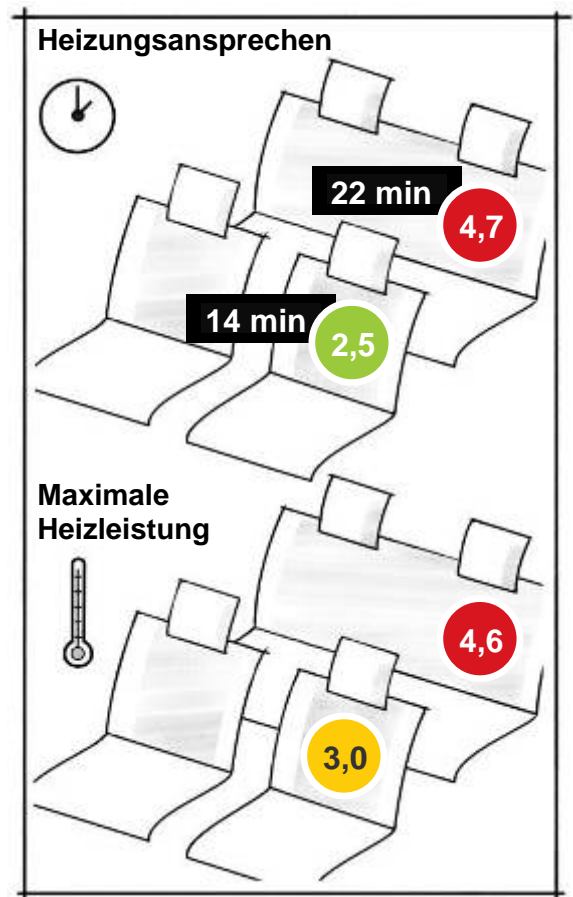 Heizungsansprechen
22 min
4,7
14 min
2,5
Maximale
Heizleistung
4,6
3,0